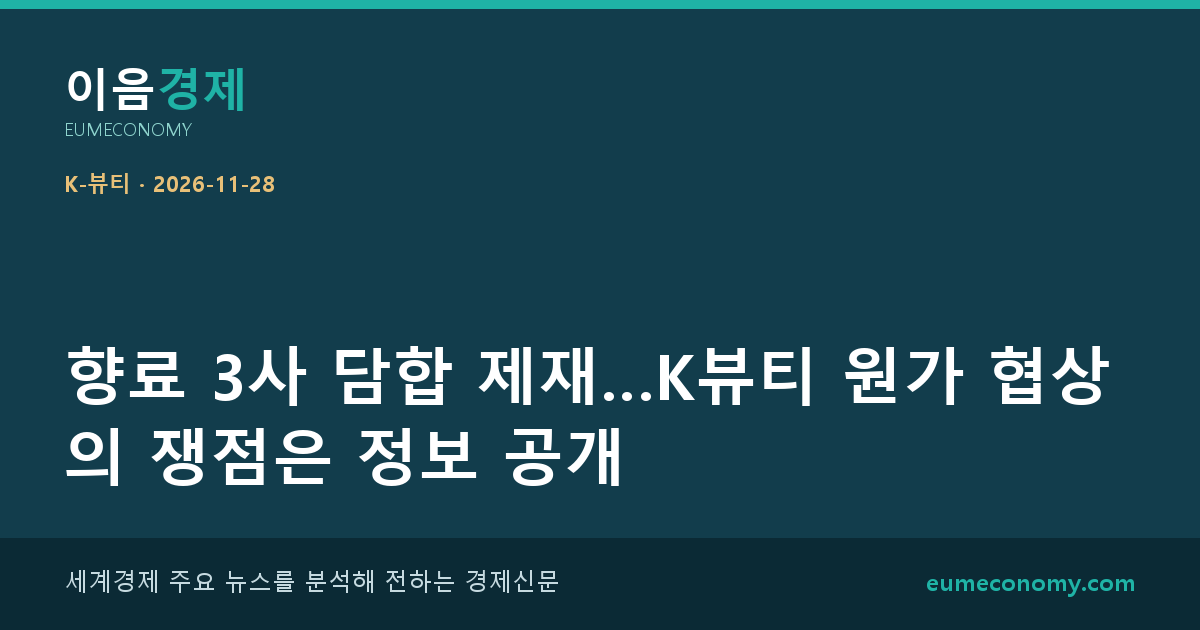 이음경제
EUMECONOMY
K-뷰티 · 2026-11-28
향료 3사 담합 제재...K뷰티 원가 협상
의 쟁점은 정보 공개
세계경제 주요 뉴스를 분석해 전하는 경제신문
eumeconomy.com